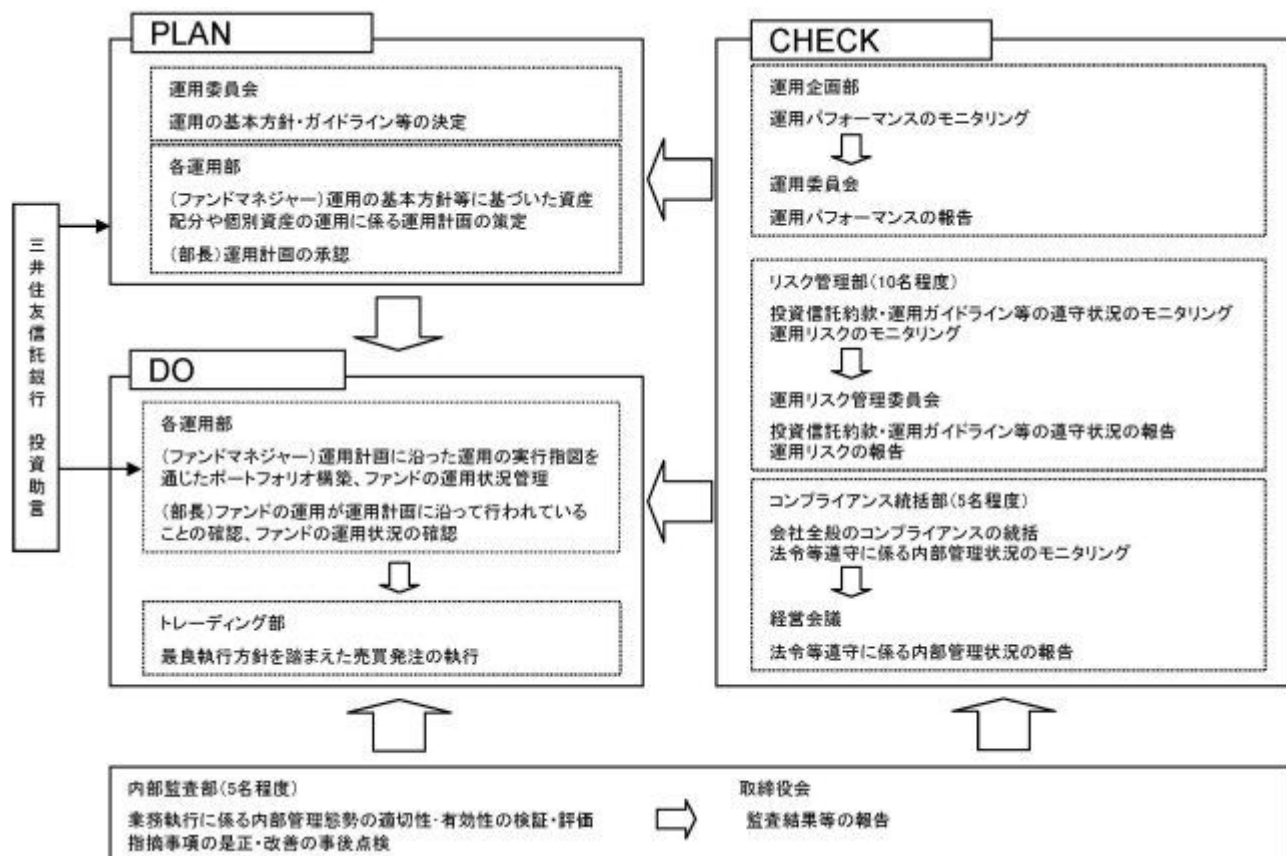 PLAN
運用委員会
運用の基本方針・ガイドライン等の決定
各運用部
(ファンドマネジャー)運用の基本方針等に基づいた資産
配分や個別資産の運用に係る運用計画の策定
(部長)運用計画の承認
三井住友信託銀行 投資助言
DO
各運用部
(ファンドマネジャー)運用計画に沿った運用の実行指図を
通じたポートフォリオ構築、ファンドの運用状況管理
(部長)ファンドの運用が運用計画に沿って行われている
ことの確認、ファンドの運用状況の確認
トレーディング部
最良執行方針を踏まえた売買発注の執行
CHECK
運用企画部
運用パフォーマンスのモニタリング
運用委員会
運用パフォーマンスの報告
リスク管理部(10名程度)
投資信託約款・運用ガイドライン等の遵守状況のモニタリング
運用リスクのモニタリング
運用リスク管理委員会
投資信託約款・運用ガイドライン等の遵守状況の報告
運用リスクの報告
コンプライアンス統括部(5名程度)
会社全般のコンプライアンスの統括
法令等遵守に係る内部管理状況のモニタリング
経営会議
法令等遵守に係る内部管理状況の報告
内部監査部(5名程度)
業務執行に係る内部管理態勢の適切性・有効性の検証・評価
指摘事項の是正・改善の事後点検
取締役会
監査結果等の報告